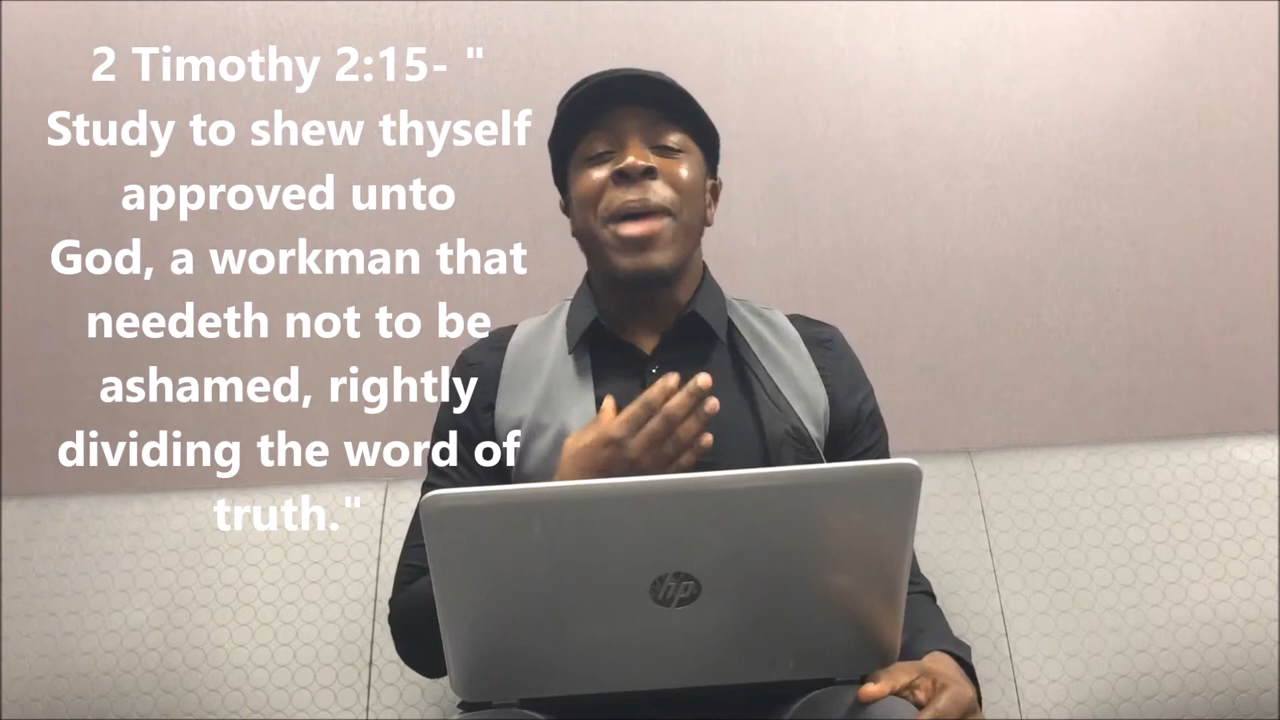 2 Timothy 2:15- "
Study to shew thyself
approved unto
God, a workman that
needeth not to be
ashamed, rightly
dividing the word of
truth."
hp